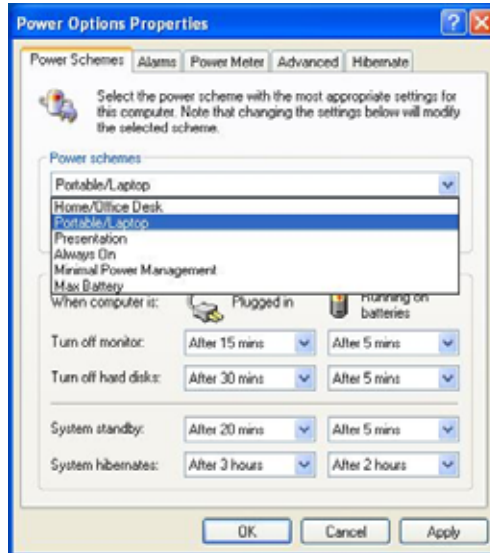 Power Options Properties
Power Schemes Alarms Power Meter Advanced Hibernate
Select the power scheme with the most appropriate settings for
this computer. Note that changing the settings below will modify
the selected scheme.
Power schemes
Portable/Laptop
Home/Office Desk
Portable/Laptop
Presentation
Always On
Minimal Power Management
Max Battery
When computer is: Plugged in Running on
batteries
Turn off monitor: After 15 mins After 5 mins
Turn off hard disks: After 30 mins After 5 mins
System standby: After 20 mins After 5 mins
System hibernates: After 3 hours After 2 hours
OK Cancel Apply